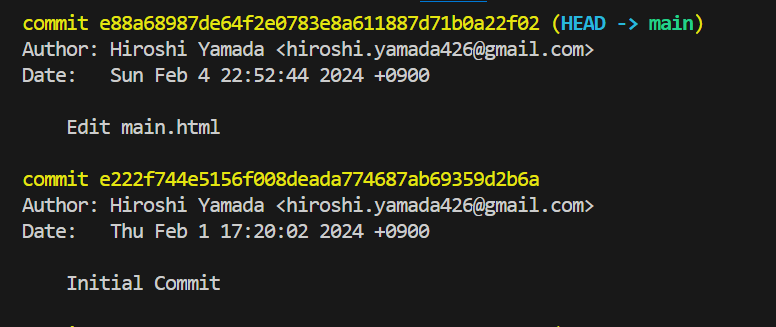 commit e88a68987de64f2e0783e8a611887d71b0a22f02 (HEAD -> main)
Author: Hiroshi Yamada <hiroshi.yamada426@gmail.com>
Date:   Sun Feb 4 22:52:44 2024 +0900
Edit main.html
commit e222f744e5156f008deada774687ab69359d2b6a
Author: Hiroshi Yamada <hiroshi.yamada426@gmail.com>
Date:   Thu Feb 1 17:20:02 2024 +0900
Initial Commit